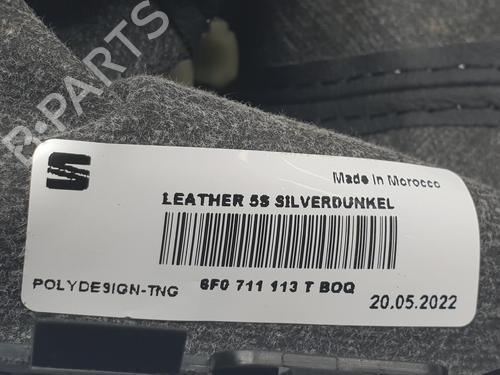 B-PARTS
Made in Morocco
LEATHER 5S SILVERDUNKEL
6F0 711 113 T BOQ
POLYDESIGN-TNG
20.05.2022